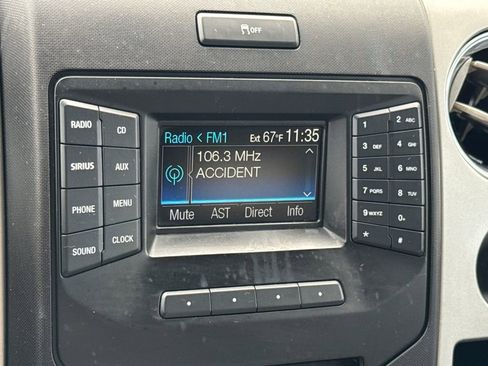 OFF
RADIO
CD
SIRIUS
AUX
PHONE
MENU
SOUND
CLOCK
Radio < FM1
Ext 67°F 11:35
106.3 MHz
ACCIDENT
Mute AST Direct Info
1
2 ABC
3 DEF
4 GHI
5 JKL
6 MNO
7 PQRS
8 TUV
9 WXYZ
0
*
#